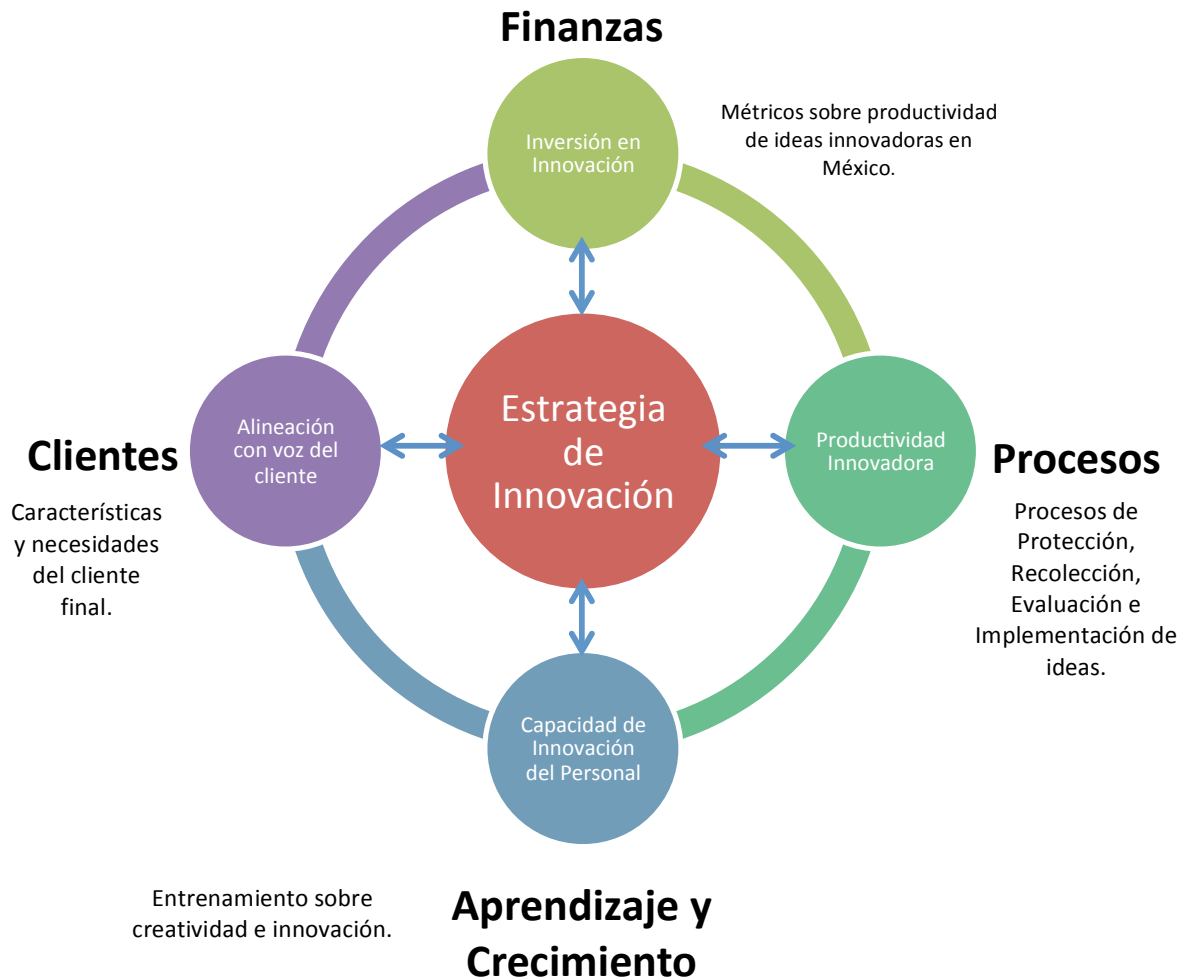 Finanzas
Inversión en
Innovación
Métricos sobre productividad
de ideas innovadoras en
México.
Estrategia
de
Innovación
Alineación
con voz del
cliente
Productividad
Innovadora
Clientes
Característícas
y necesidades
del cliente
final.
Procesos
Procesos de
Protección,
Recolección,
Evaluación e
Implementación de
ideas.
Capacidad de
Innovación
del Personal
Entrenamiento sobre
creatividad e innovación.
Aprendizaje y
Crecimiento